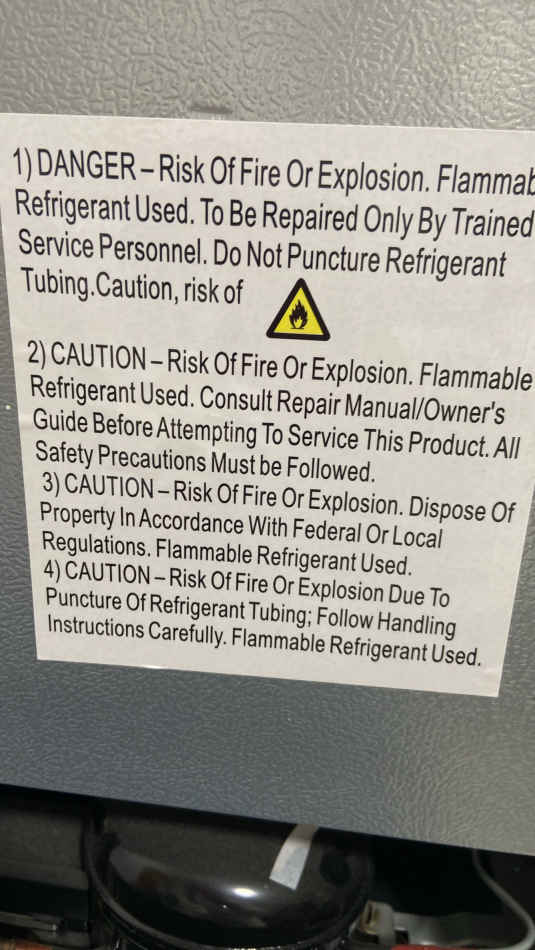 1) DANGER – Risk Of Fire Or Explosion.
Refrigerant Used. To Be Repaired Only By Trained
Service Personnel. Do Not Puncture Refrigerant
Tubing.Caution, risk of
2) CAUTION – Risk Of Fire Or Explosion. Flammable
Refrigerant Used. Consult Repair Manual/Owner's
Guide Before Attempting To Service This Product. All
Safety Precautions Must be Followed.
3) CAUTION – Risk Of Fire Or Explosion. Dispose Of
Property In Accordance With Federal Or Local
Regulations. Flammable Refrigerant Used.
4) CAUTION – Risk Of Fire Or Explosion Due To
Puncture Of Refrigerant Tubing; Follow Handling
Instructions Carefully. Flammable Refrigerant Used.